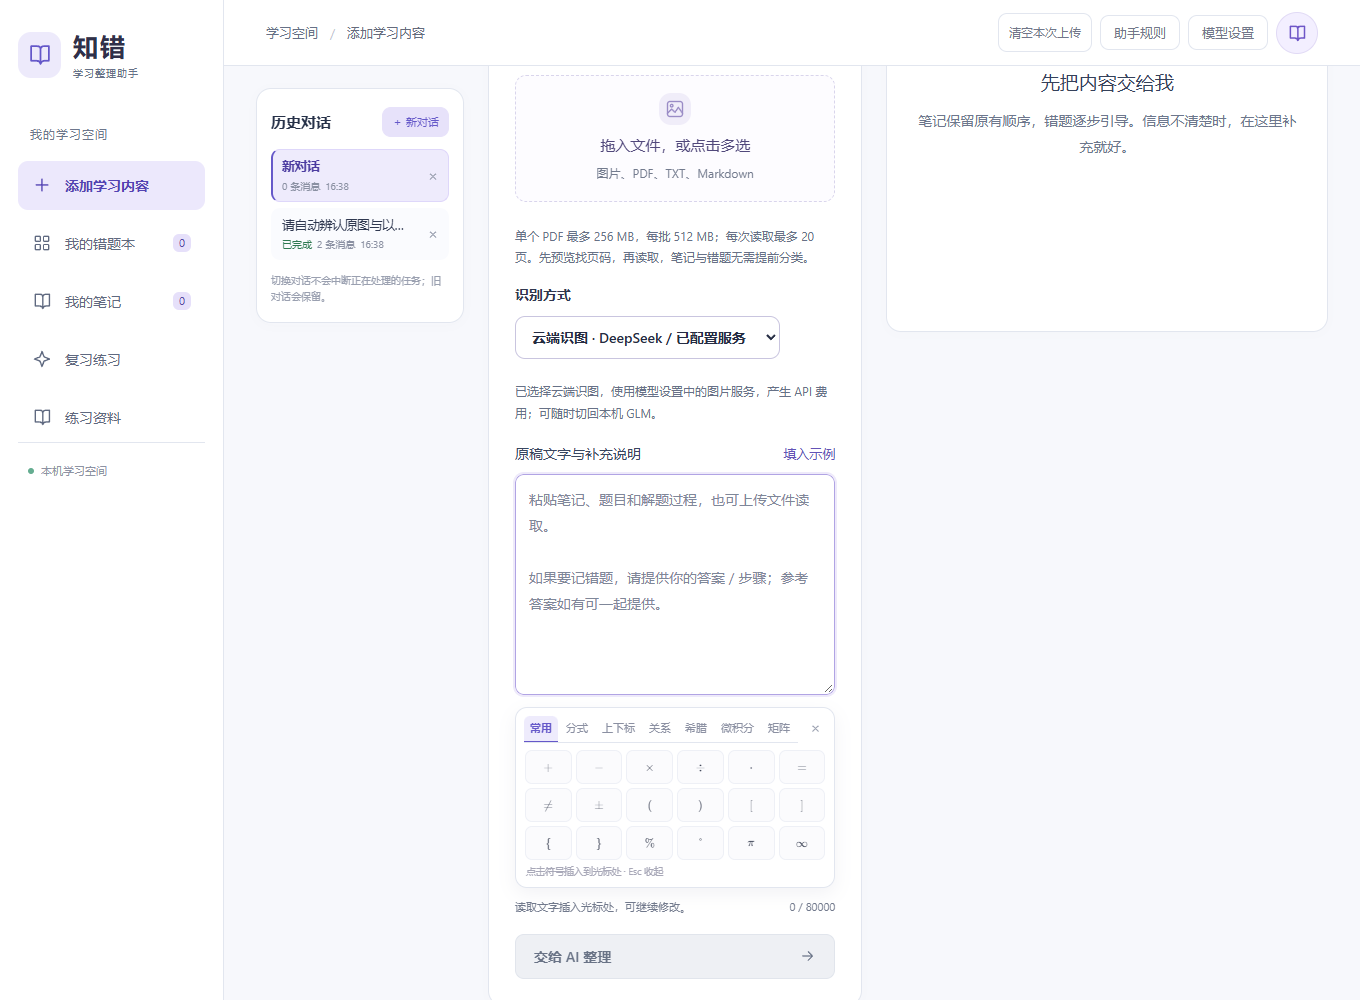 知错
学习整理助手
我的学习空间
添加学习内容
我的错题本 0
我的笔记 0
复习练习
练习资料
本机学习空间
学习空间 / 添加学习内容
清空本次上传
助手规则
模型设置
历史对话
+ 新对话
新对话
0 条消息 16:38
×
请自动辨认原图与以...
已完成 2 条消息 16:38
×
切换对话不会中断正在处理的任务；旧
对话会保留。
拖入文件，或点击多选
图片、PDF、TXT、Markdown
单个 PDF 最多 256 MB，每批 512 MB；每次读取最多 20
页。先预览找页码，再读取，笔记与错题无需提前分类。
识别方式
云端识图 · DeepSeek / 已配置服务
已选择云端识图，使用模型设置中的图片服务，产生 API 费
用；可随时切回本机 GLM。
原稿文字与补充说明 填入示例
粘贴笔记、题目和解题过程，也可上传文件读
取。
如果要记错题，请提供你的答案 / 步骤；参考
答案如有可一起提供。
常用 分式 上下标 关系 希腊 微积分 矩阵 ×
+ − × ÷ · =
≠ ± ( ) [ ]
{ } % ° π ∞
点击符号插入到光标处 · Esc 收起
读取文字插入光标处，可继续修改。 0 / 80000
交给 AI 整理 →
先把内容交给我
笔记保留原有顺序，错题逐步引导。信息不清楚时，在这里补
充就好。